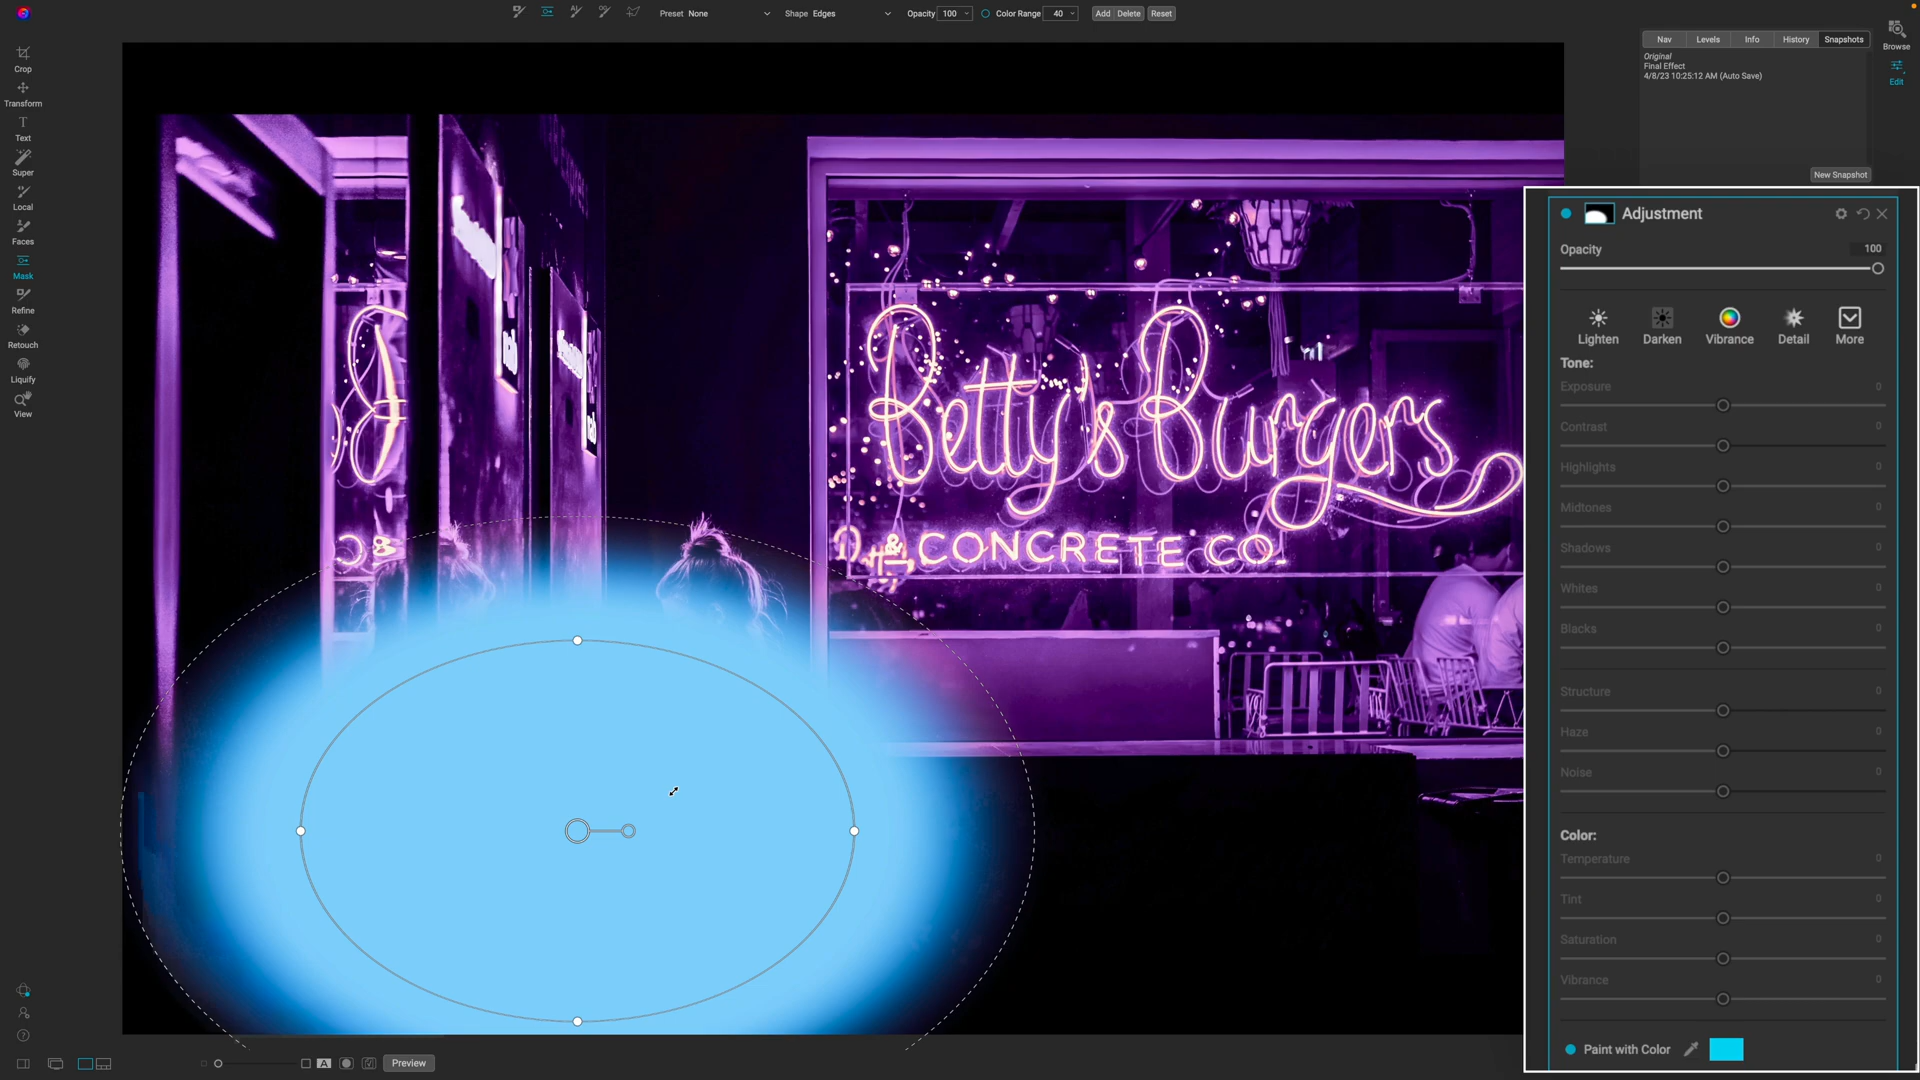 Preset None
Shape Edges
Opacity 100
Color Range 40
Add Delete
Reset
Crop
Transform
Text
Super
Local
Faces
Mask
Refine
Retouch
Liquify
View
Nav Levels Info History Snapshots
Browse
Edit
Original
Final Effect
4/8/23 10:25:12 AM (Auto Save)
New Snapshot
Betty's Burgers
& CONCRETE CO.
Adjustment
Opacity 100
Lighten Darken Vibrance Detail More
Tone:
Exposure 0
Contrast 0
Highlights 0
Midtones 0
Shadows 0
Whites 0
Blacks 0
Structure 0
Haze 0
Noise 0
Color:
Temperature 0
Tint 0
Saturation 0
Vibrance 0
Paint with Color
A
Preview